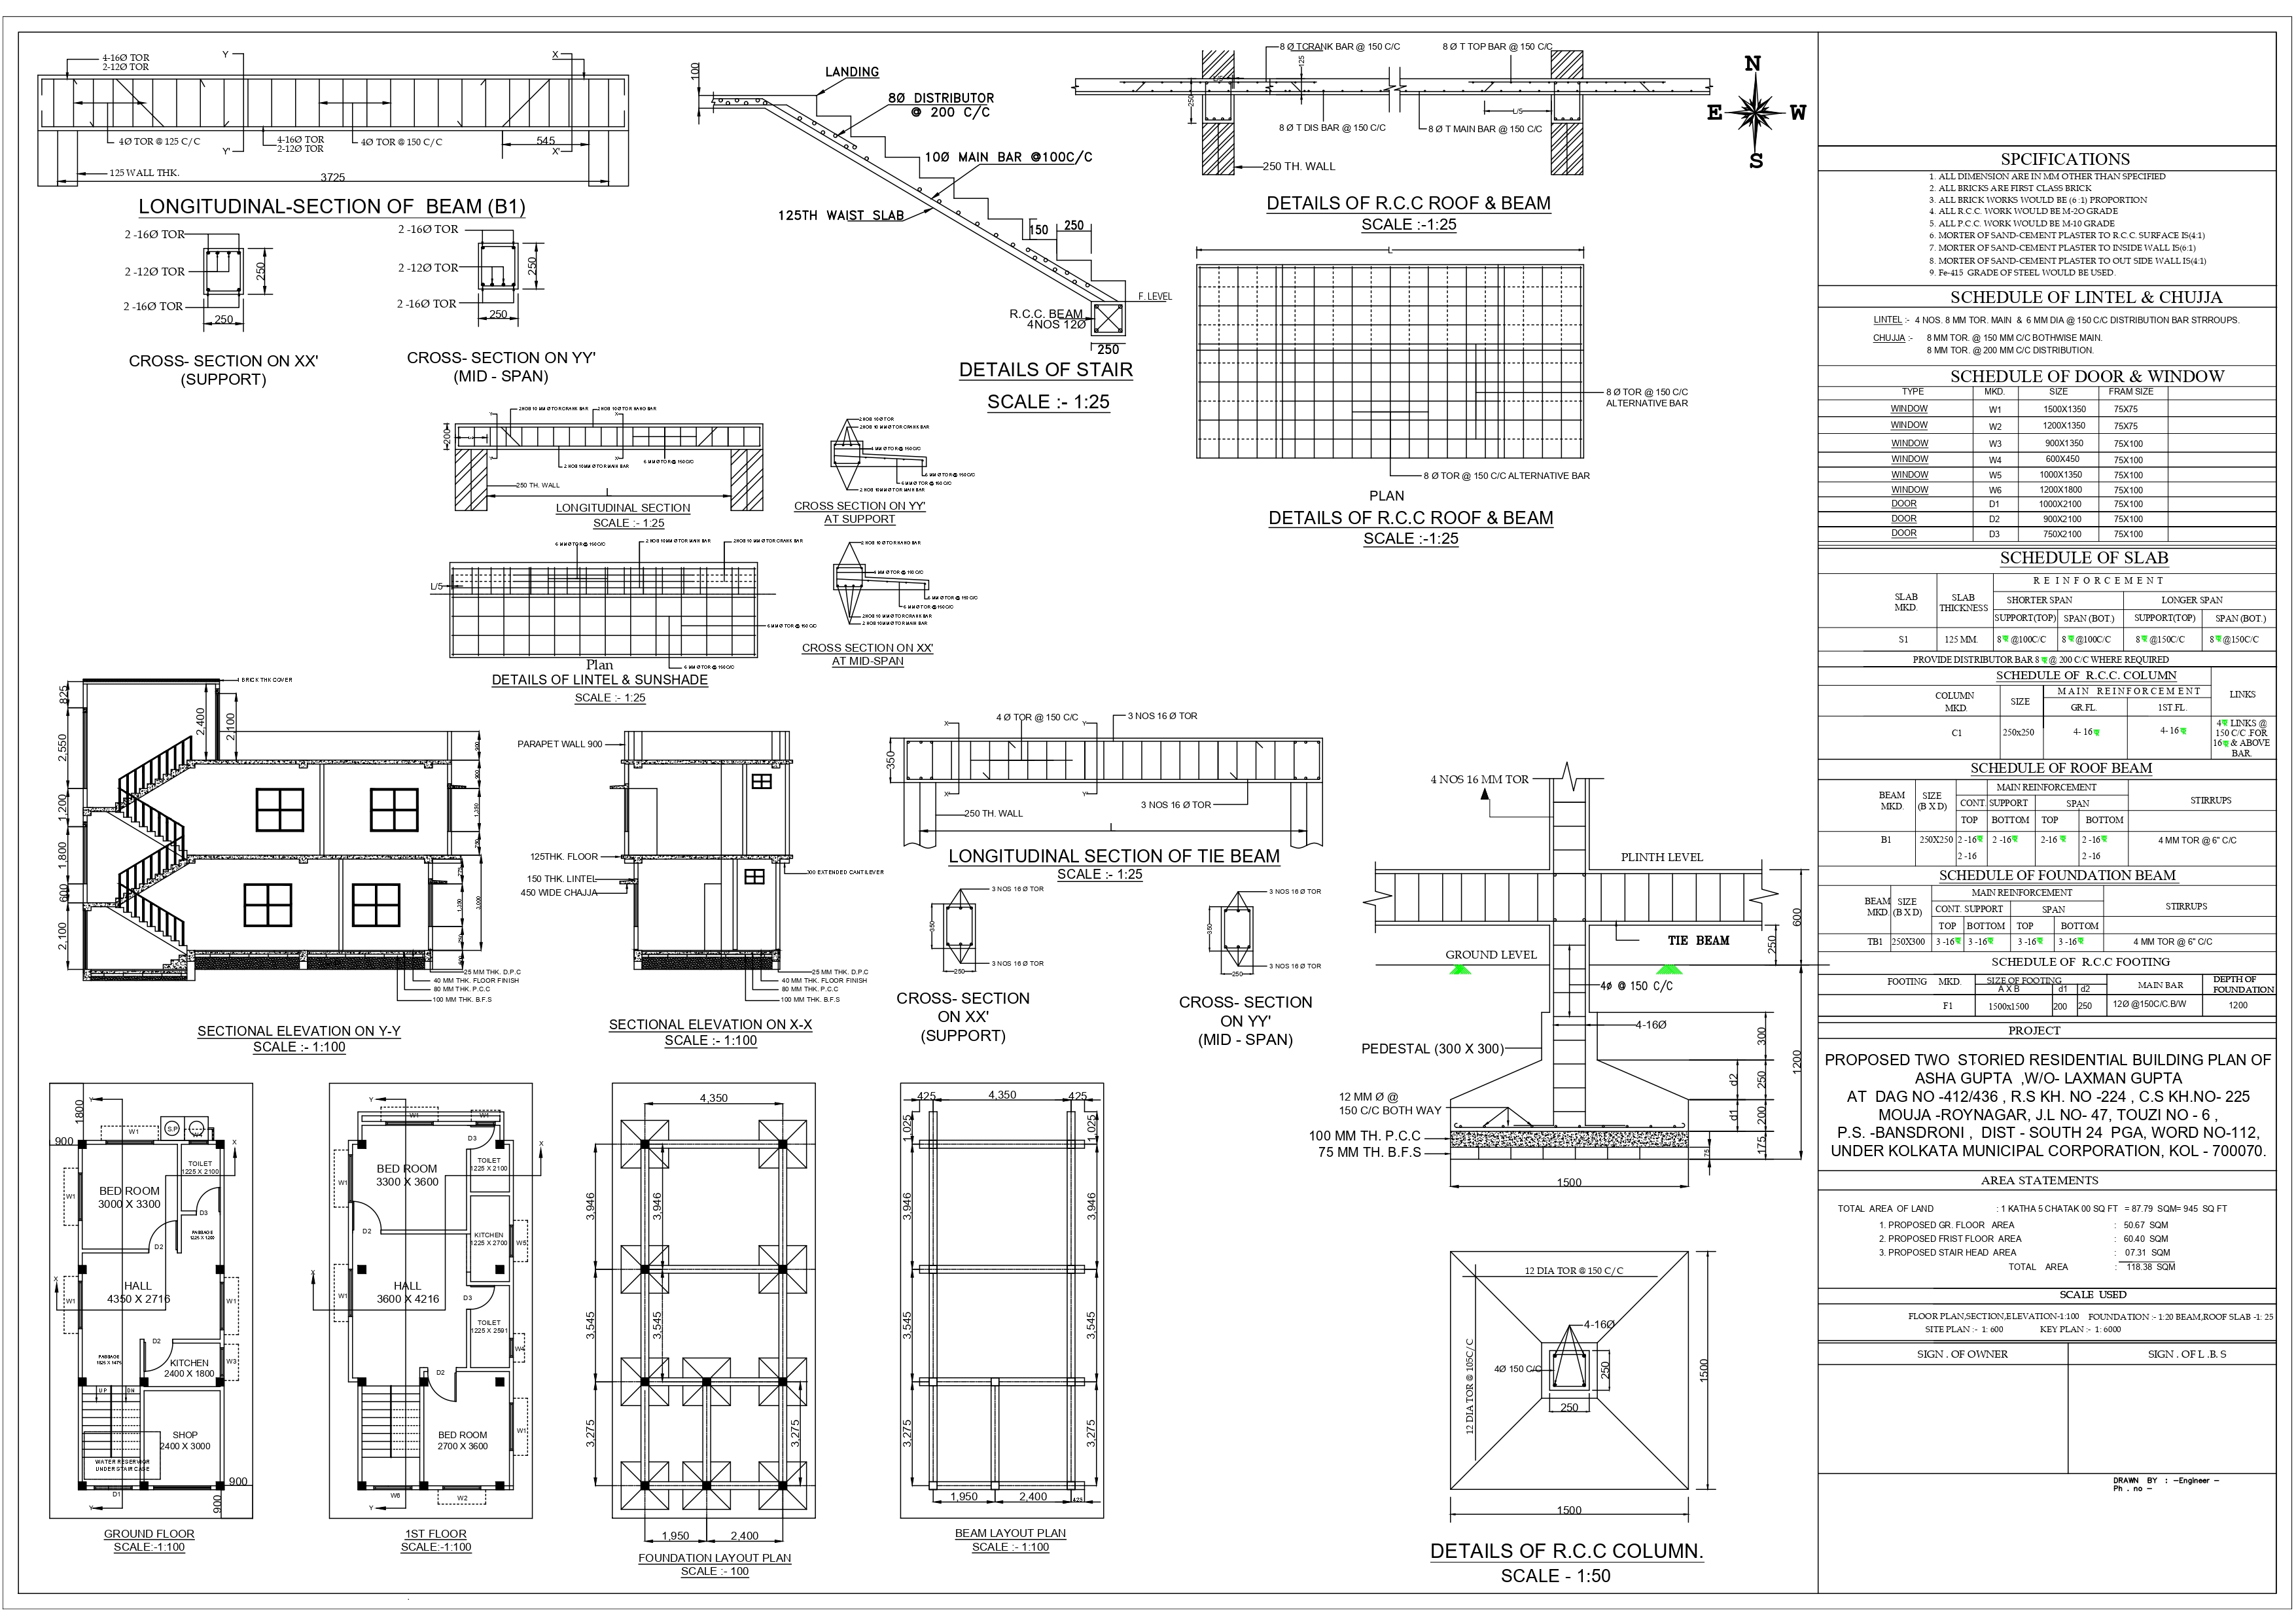 4-16Ø TOR
2-12Ø TOR
Y
X
4Ø TOR @ 125 C/C
4-16Ø TOR
2-12Ø TOR
4Ø TOR @ 150 C/C
545
Y'
X'
125 WALL THK.
3725
LONGITUDINAL-SECTION OF BEAM (B1)
2 -16Ø TOR
2 -12Ø TOR
2 -16Ø TOR
250
250
CROSS- SECTION ON XX'
(SUPPORT)
2 -16Ø TOR
2 -12Ø TOR
2 -16Ø TOR
250
250
CROSS- SECTION ON YY'
(MID - SPAN)
100
LANDING
8Ø DISTRIBUTOR
@ 200 C/C
10Ø MAIN BAR @100C/C
125TH WAIST SLAB
150
250
F. LEVEL
R.C.C. BEAM
4NOS 12Ø
250
DETAILS OF STAIR
SCALE :- 1:25
8 Ø TCRANK BAR @ 150 C/C
8 Ø T TOP BAR @ 150 C/C
125
250
L/5
8 Ø T DIS BAR @ 150 C/C
8 Ø T MAIN BAR @ 150 C/C
250 TH. WALL
DETAILS OF R.C.C ROOF & BEAM
SCALE :-1:25
N
E
W
S
L
8 Ø TOR @ 150 C/C
ALTERNATIVE BAR
8 Ø TOR @ 150 C/C ALTERNATIVE BAR
PLAN
DETAILS OF R.C.C ROOF & BEAM
SCALE :-1:25
200
250 TH. WALL
L
LONGITUDINAL SECTION
SCALE :- 1:25
CROSS SECTION ON YY'
AT SUPPORT
L/5
Plan
DETAILS OF LINTEL & SUNSHADE
SCALE :- 1:25
CROSS SECTION ON XX'
AT MID-SPAN
BRICK THK COVER
825
2,550
1,200
1,800
600
2,100
2,400
2,100
25 MM THK. D.P.C
40 MM THK. FLOOR FINISH
80 MM THK. P.C.C
100 MM THK. B.F.S
SECTIONAL ELEVATION ON Y-Y
SCALE :- 1:100
PARAPET WALL 900
125THK. FLOOR
150 THK. LINTEL
450 WIDE CHAJJA
300 EXTENDED CANTILEVER
25 MM THK. D.P.C
40 MM THK. FLOOR FINISH
80 MM THK. P.C.C
100 MM THK. B.F.S
SECTIONAL ELEVATION ON X-X
SCALE :- 1:100
4 Ø TOR @ 150 C/C
3 NOS 16 Ø TOR
350
3 NOS 16 Ø TOR
250 TH. WALL
L
LONGITUDINAL SECTION OF TIE BEAM
SCALE :- 1:25
3 NOS 16 Ø TOR
350
250
3 NOS 16 Ø TOR
CROSS- SECTION
ON XX'
(SUPPORT)
3 NOS 16 Ø TOR
350
250
3 NOS 16 Ø TOR
CROSS- SECTION
ON YY'
(MID - SPAN)
4 NOS 16 MM TOR
PLINTH LEVEL
TIE BEAM
GROUND LEVEL
600
250
4ø @ 150 C/C
4-16Ø
PEDESTAL (300 X 300)
12 MM Ø @
150 C/C BOTH WAY
100 MM TH. P.C.C
75 MM TH. B.F.S
300
250
200
175
75
d2
d1
1200
1500
12 DIA TOR @ 150 C/C
12 DIA TOR @ 105C/C
4-16Ø
4Ø 150 C/C
250
250
1500
1500
DETAILS OF R.C.C COLUMN.
SCALE - 1:50
1800
900
Y
W1
S.P
X
TOILET
1225 X 2100
BED ROOM
3000 X 3300
W1
D3
PASSAGE
1225 X 1200
D2
X
HALL
4350 X 2716
W1
W1
D2
PASSAGE
1825 X 1475
KITCHEN
2400 X 1800
W3
UP
DN
SHOP
2400 X 3000
WATER RESERVIOR
UNDER STAIR CASE
D1
900
900
Y
GROUND FLOOR
SCALE:-1:100
Y
W1
W1
D3
X
BED ROOM
3300 X 3600
TOILET
1225 X 2100
W1
D2
KITCHEN
1225 X 2700
W5
X
HALL
3600 X 4216
W1
D3
TOILET
1225 X 2591
W4
D2
BED ROOM
2700 X 3600
W1
W6
W2
Y
1ST FLOOR
SCALE:-1:100
4,350
3,946
3,946
3,545
3,545
3,275
3,275
1,950
2,400
FOUNDATION LAYOUT PLAN
SCALE :- 100
425
4,350
425
1,025
1,025
3,946
3,946
3,545
3,545
3,275
3,275
1,950
2,400
425
BEAM LAYOUT PLAN
SCALE :- 1:100
SPCIFICATIONS
1. ALL DIMENSION ARE IN MM OTHER THAN SPECIFIED
2. ALL BRICKS ARE FIRST CLASS BRICK
3. ALL BRICK WORKS WOULD BE (6 :1) PROPORTION
4. ALL R.C.C. WORK WOULD BE M-2O GRADE
5. ALL P.C.C. WORK WOULD BE M-10 GRADE
6. MORTER OF SAND-CEMENT PLASTER TO R.C.C. SURFACE IS(4:1)
7. MORTER OF SAND-CEMENT PLASTER TO INSIDE WALL IS(6:1)
8. MORTER OF SAND-CEMENT PLASTER TO OUT SIDE WALL IS(4:1)
9. Fe-415 GRADE OF STEEL WOULD BE USED.
SCHEDULE OF LINTEL & CHUJJA
LINTEL :- 4 NOS. 8 MM TOR. MAIN & 6 MM DIA @ 150 C/C DISTRIBUTION BAR STRROUPS.
CHUJJA :- 8 MM TOR. @ 150 MM C/C BOTHWISE MAIN.
8 MM TOR. @ 200 MM C/C DISTRIBUTION.
SCHEDULE OF DOOR & WINDOW
TYPE MKD. SIZE FRAM SIZE
WINDOW W1 1500X1350 75X75
WINDOW W2 1200X1350 75X75
WINDOW W3 900X1350 75X100
WINDOW W4 600X450 75X100
WINDOW W5 1000X1350 75X100
WINDOW W6 1200X1800 75X100
DOOR D1 1000X2100 75X100
DOOR D2 900X2100 75X100
DOOR D3 750X2100 75X100
SCHEDULE OF SLAB
SLAB MKD. SLAB THICKNESS REINFORCEMENT
SHORTER SPAN LONGER SPAN
SUPPORT(TOP) SPAN (BOT.) SUPPORT(TOP) SPAN (BOT.)
S1 125 MM. 8 @100C/C 8 @100C/C 8 @150C/C 8 @150C/C
PROVIDE DISTRIBUTOR BAR 8 @ 200 C/C WHERE REQUIRED
SCHEDULE OF R.C.C. COLUMN
COLUMN MKD. SIZE MAIN REINFORCEMENT LINKS
GR.FL. 1ST.FL.
C1 250x250 4- 16 4- 16
4 LINKS @
150 C/C .FOR
16 & ABOVE
BAR.
SCHEDULE OF ROOF BEAM
BEAM MKD. SIZE (B X D) MAIN REINFORCEMENT STIRRUPS
CONT. SUPPORT SPAN
TOP BOTTOM TOP BOTTOM
B1 250X250 2 -16 2 -16 2-16 2 -16 4 MM TOR @ 6" C/C
2 -16 2 -16
SCHEDULE OF FOUNDATION BEAM
BEAM MKD. SIZE (B X D) MAIN REINFORCEMENT STIRRUPS
CONT. SUPPORT SPAN
TOP BOTTOM TOP BOTTOM
TB1 250X300 3 -16 3 -16 3 -16 3 -16 4 MM TOR @ 6" C/C
SCHEDULE OF R.C.C FOOTING
FOOTING MKD. SIZE OF FOOTING MAIN BAR DEPTH OF FOUNDATION
A X B d1 d2
F1 1500x1500 200 250 12Ø @150C/C.B/W 1200
PROJECT
PROPOSED TWO STORIED RESIDENTIAL BUILDING PLAN OF
ASHA GUPTA ,W/O- LAXMAN GUPTA
AT DAG NO -412/436 , R.S KH. NO -224 , C.S KH.NO- 225
MOUJA -ROYNAGAR, J.L NO- 47, TOUZI NO - 6 ,
P.S. -BANSDRONI , DIST - SOUTH 24 PGA, WORD NO-112,
UNDER KOLKATA MUNICIPAL CORPORATION, KOL - 700070.
AREA STATEMENTS
TOTAL AREA OF LAND : 1 KATHA 5 CHATAK 00 SQ FT = 87.79 SQM= 945 SQ FT
1. PROPOSED GR. FLOOR AREA : 50.67 SQM
2. PROPOSED FRIST FLOOR AREA : 60.40 SQM
3. PROPOSED STAIR HEAD AREA : 07.31 SQM
TOTAL AREA : 118.38 SQM
SCALE USED
FLOOR PLAN,SECTION,ELEVATION-1:100 FOUNDATION :- 1:20 BEAM,ROOF SLAB -1: 25
SITE PLAN :- 1: 600 KEY PLAN :- 1: 6000
SIGN . OF OWNER
SIGN . OF L .B. S
DRAWN BY : -Engineer -
Ph . no -